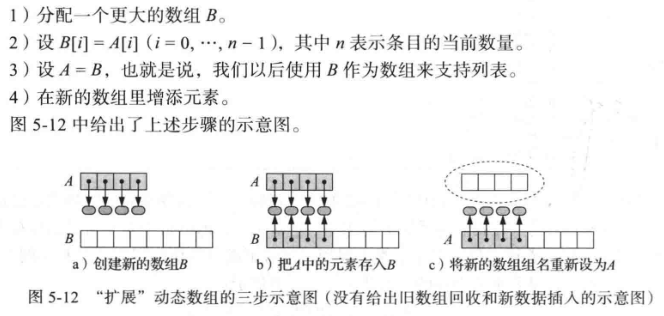 1）分配一个更大的数组 B。
2）设 B[i] = A[i]（i = 0, ⋯, n − 1），其中 n 表示条目的当前数量。
3）设 A = B，也就是说，我们以后使用 B 作为数组来支持列表。
4）在新的数组里增添元素。
图 5-12 中给出了上述步骤的示意图。
A A
B B A
a）创建新的数组B b）把A中的元素存入B c）将新的数组组名重新设为A
图 5-12 “扩展”动态数组的三步示意图（没有给出旧数组回收和新数据插入的示意图）